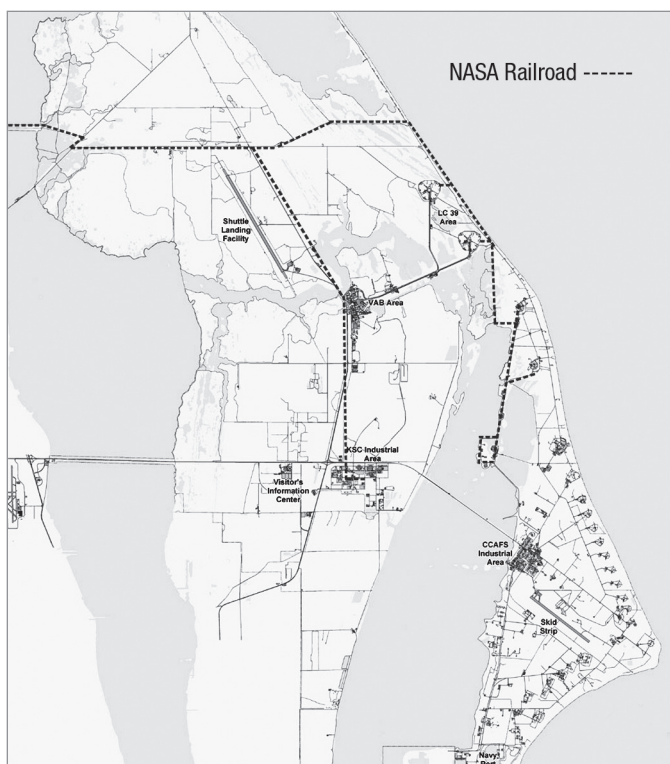 NASA Railroad
LC 39
Area
Shuttle
Landing
Facility
VAB Area
KSC Industrial
Area
Visitor's
Information
Center
CCAFS
Industrial
Area
Skid
Strip
Navy
Port